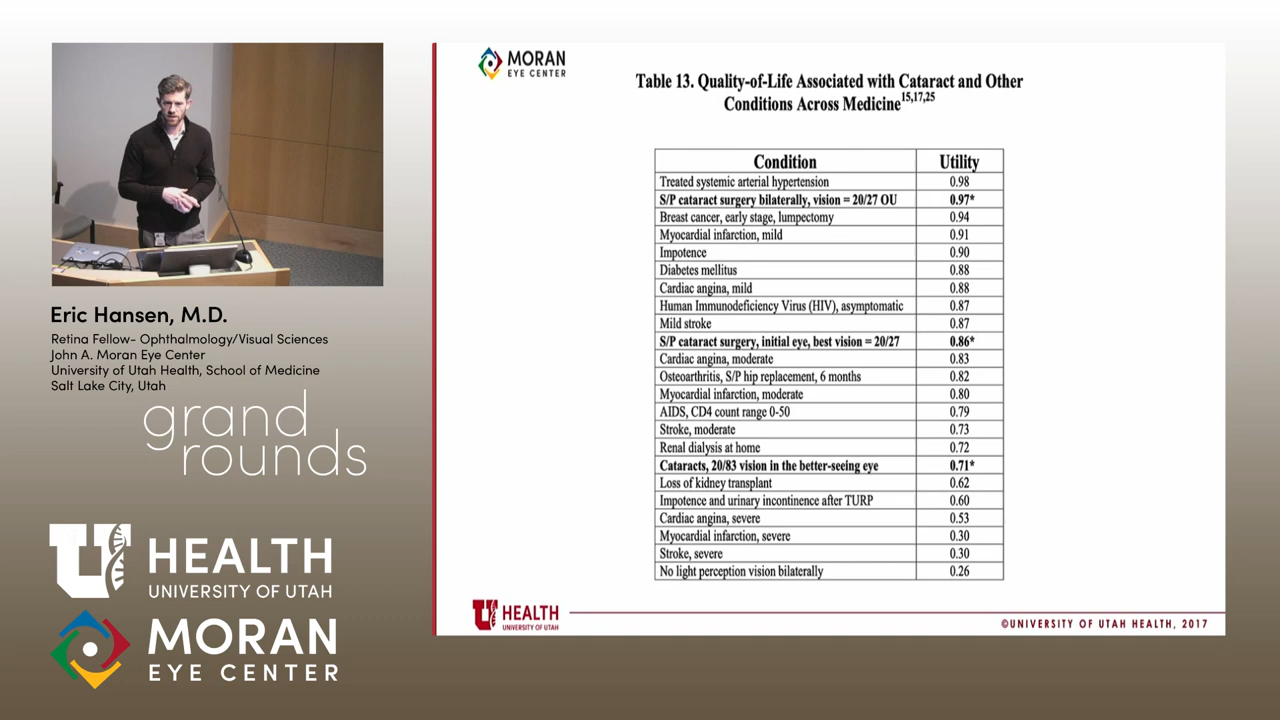 Eric Hansen, M.D.
Retina Fellow- Ophthalmology/Visual Sciences
John A. Moran Eye Center
University of Utah Health, School of Medicine
Salt Lake City, Utah
grand
rounds
U HEALTH
UNIVERSITY OF UTAH
MORAN
EYE CENTER
MORAN
EYE CENTER
Table 13. Quality-of-Life Associated with Cataract and Other
Conditions Across Medicine15,17,25
Condition Utility
Treated systemic arterial hypertension 0.98
S/P cataract surgery bilaterally, vision = 20/27 OU 0.97*
Breast cancer, early stage, lumpectomy 0.94
Myocardial infarction, mild 0.91
Impotence 0.90
Diabetes mellitus 0.88
Cardiac angina, mild 0.88
Human Immunodeficiency Virus (HIV), asymptomatic 0.87
Mild stroke 0.87
S/P cataract surgery, initial eye, best vision = 20/27 0.86*
Cardiac angina, moderate 0.83
Osteoarthritis, S/P hip replacement, 6 months 0.82
Myocardial infarction, moderate 0.80
AIDS, CD4 count range 0-50 0.79
Stroke, moderate 0.73
Renal dialysis at home 0.72
Cataracts, 20/83 vision in the better-seeing eye 0.71*
Loss of kidney transplant 0.62
Impotence and urinary incontinence after TURP 0.60
Cardiac angina, severe 0.53
Myocardial infarction, severe 0.30
Stroke, severe 0.30
No light perception vision bilaterally 0.26
U HEALTH
UNIVERSITY OF UTAH
©UNIVERSITY OF UTAH HEALTH, 2017